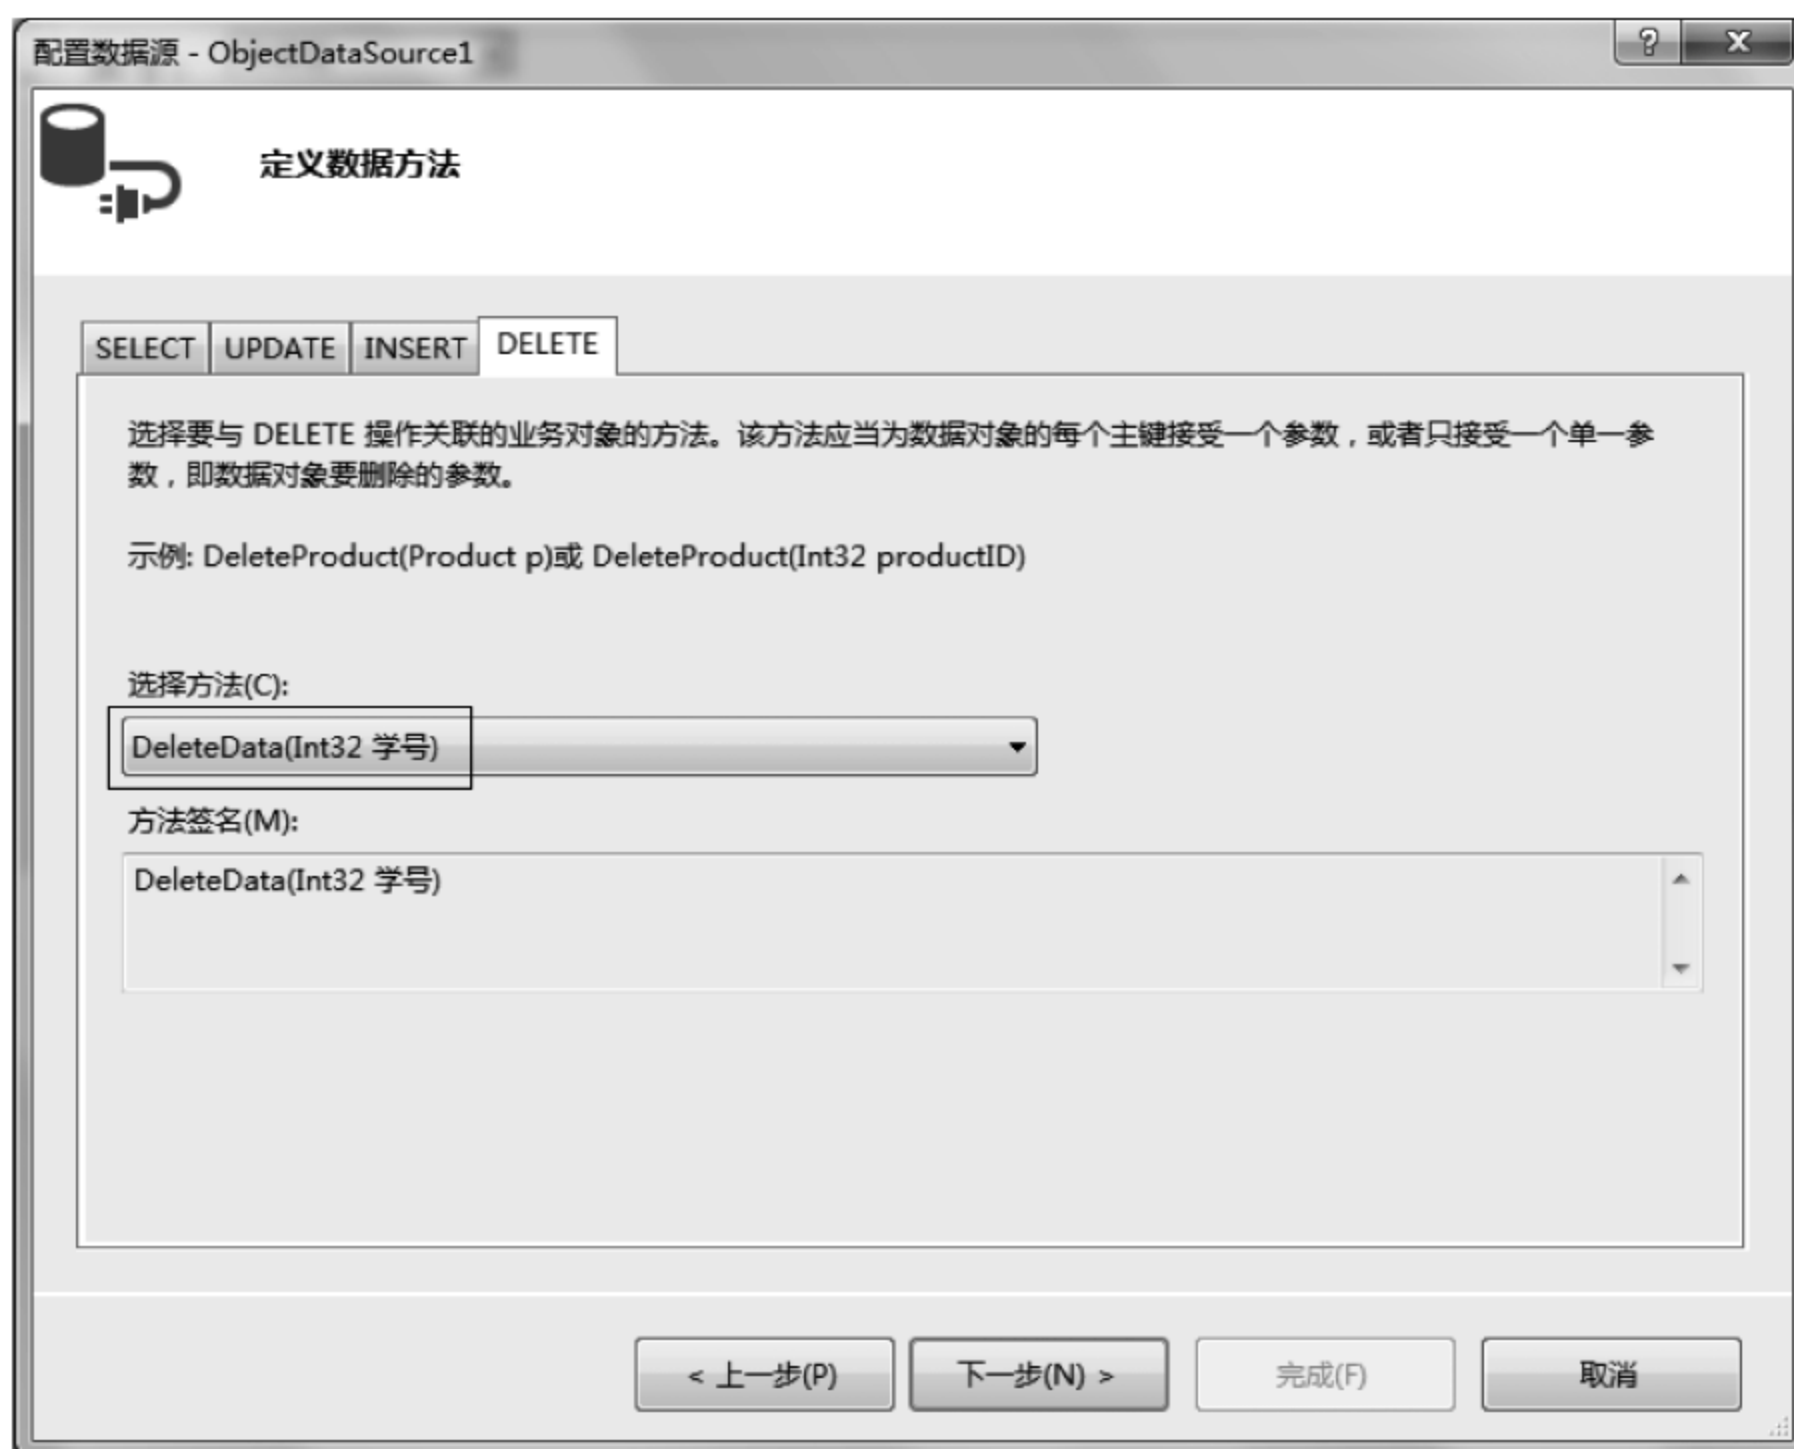 配置数据源 - ObjectDataSource1
定义数据方法
SELECT UPDATE INSERT DELETE
选择要与 DELETE 操作关联的业务对象的方法。该方法应当为数据对象的每个主键接受一个参数，或者只接受一个单一参
数，即数据对象要删除的参数。
示例: DeleteProduct(Product p)或 DeleteProduct(Int32 productID)
选择方法(C):
DeleteData(Int32 学号)
方法签名(M):
DeleteData(Int32 学号)
< 上一步(P) 下一步(N) > 完成(F) 取消